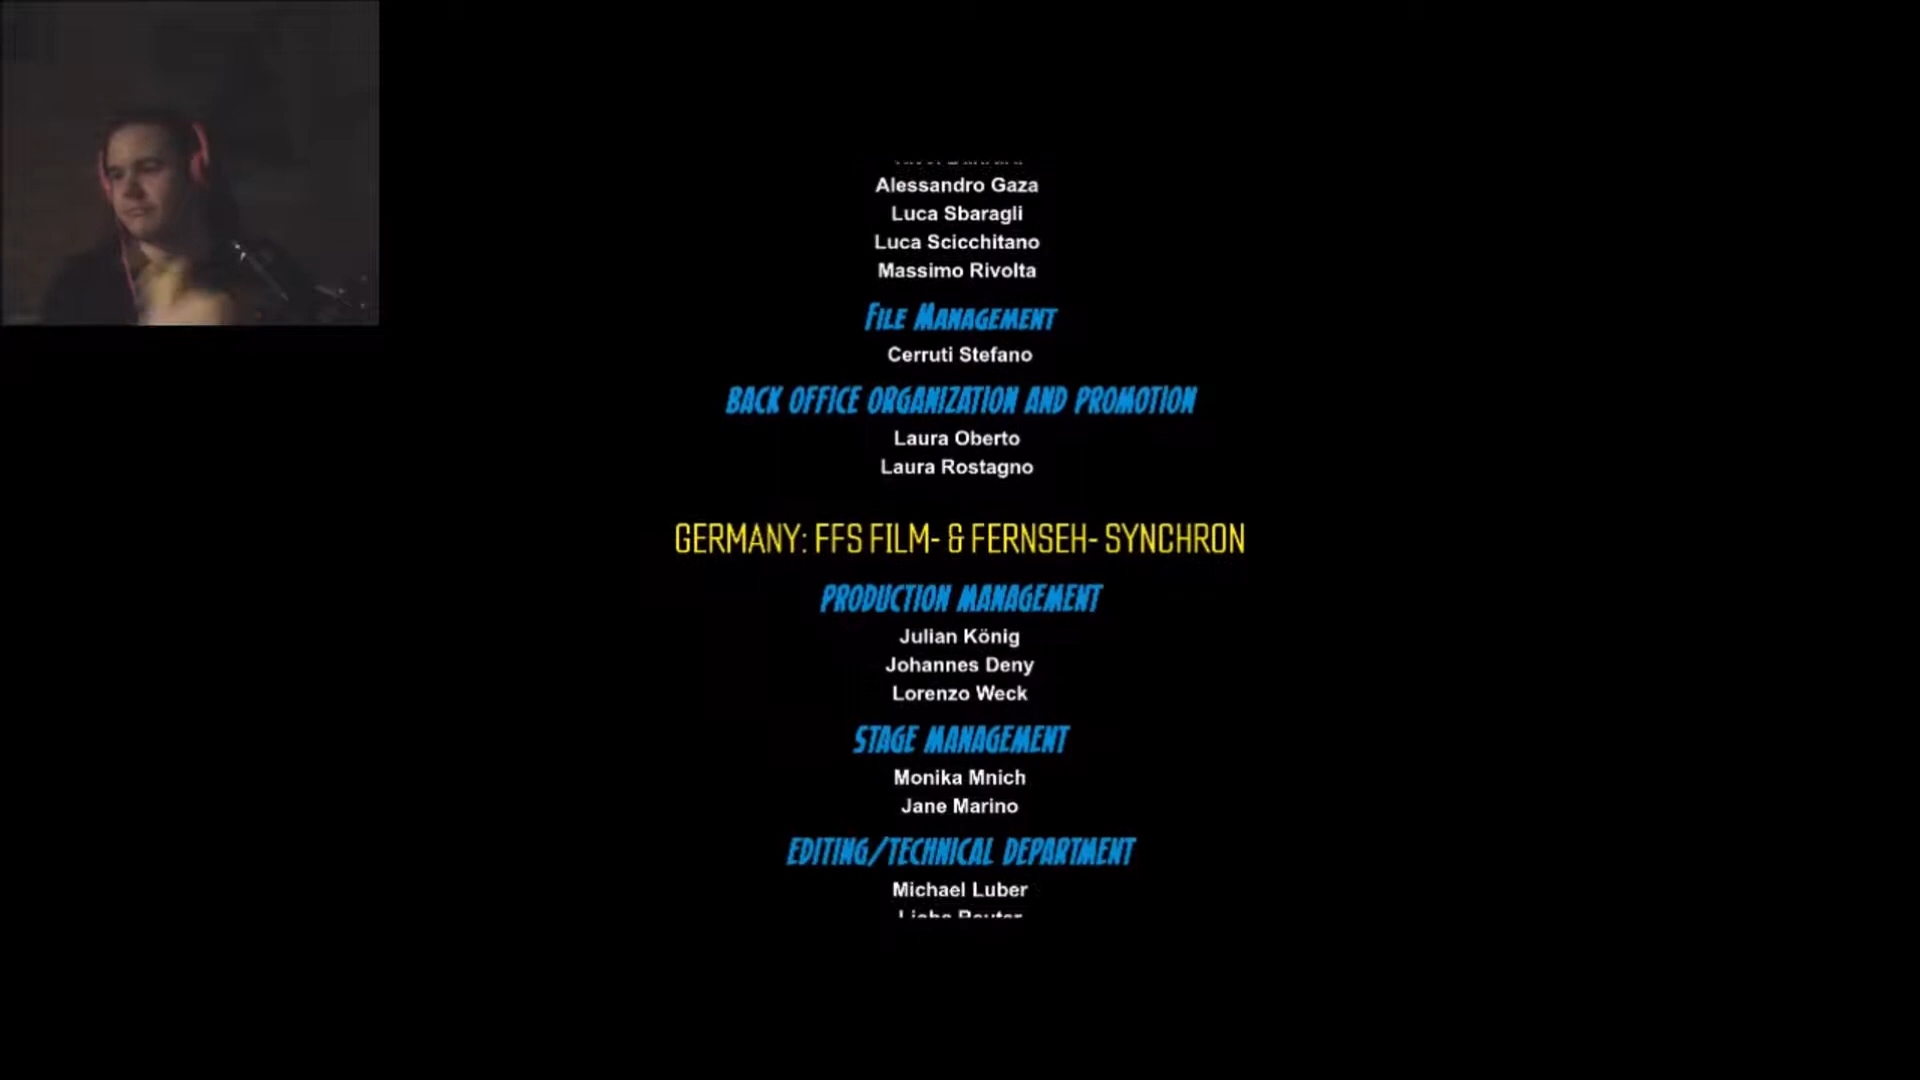 Alessandro Gaza
Luca Sbaragli
Luca Scicchitano
Massimo Rivolta
FILE MANAGEMENT
Cerruti Stefano
BACK OFFICE ORGANIZATION AND PROMOTION
Laura Oberto
Laura Rostagno
GERMANY: FFS FILM- & FERNSEH- SYNCHRON
PRODUCTION MANAGEMENT
Julian König
Johannes Deny
Lorenzo Weck
STAGE MANAGEMENT
Monika Mnich
Jane Marino
EDITING/TECHNICAL DEPARTMENT
Michael Luber